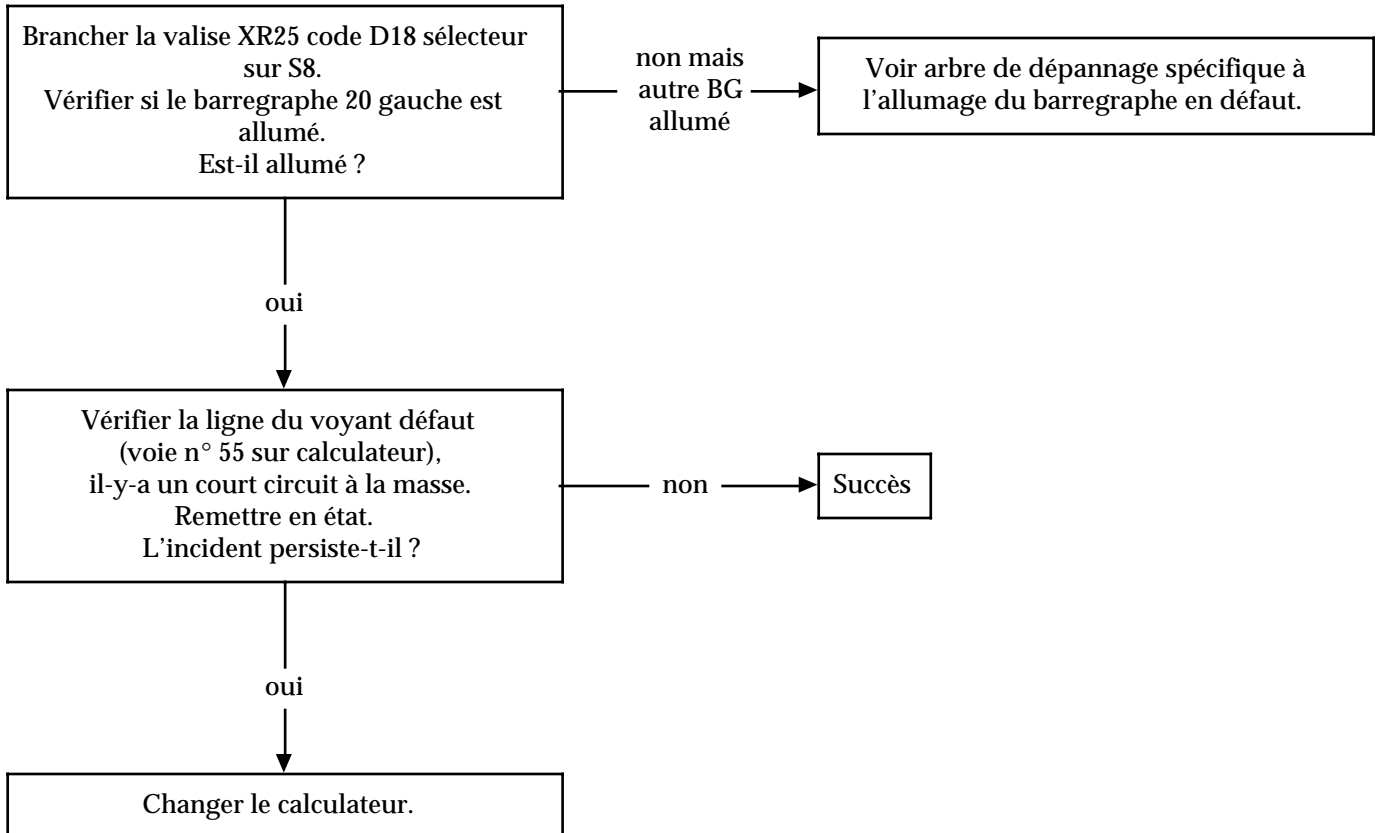 Brancher la valise XR25 code D18 sélecteur
sur S8.
Vérifier si le barregraphe 20 gauche est
allumé.
Est-il allumé ?
non mais
autre BG
allumé
Voir arbre de dépannage spécifique à
l'allumage du barregraphe en défaut.
oui
Vérifier la ligne du voyant défaut
(voie n° 55 sur calculateur),
il-y-a un court circuit à la masse.
Remettre en état.
L'incident persiste-t-il ?
non
Succès
oui
Changer le calculateur.